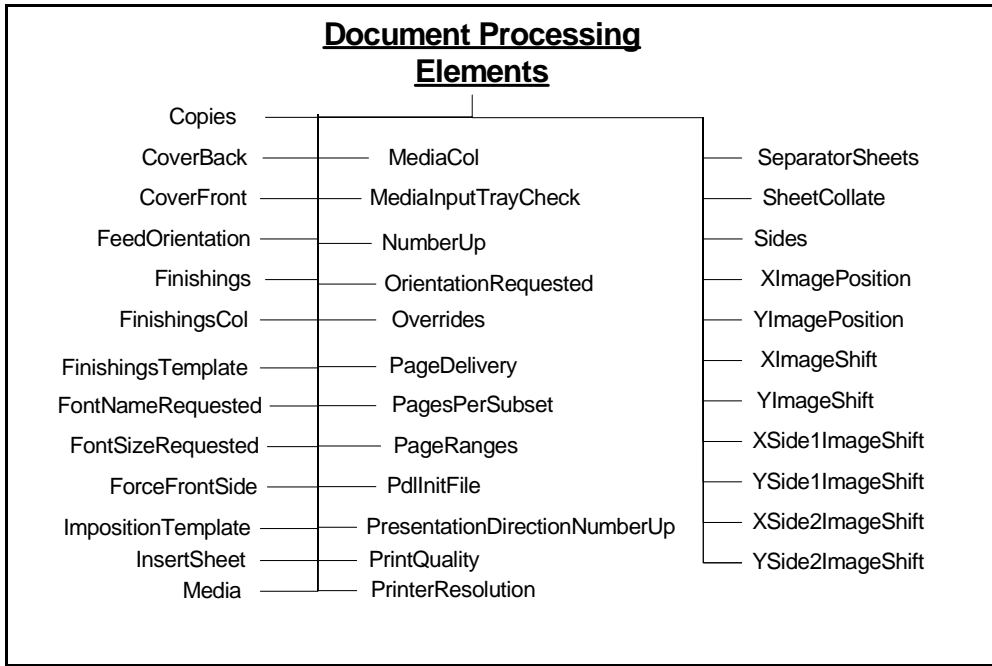 Document Processing
Elements
Copies
CoverBack
CoverFront
FeedOrientation
Finishings
FinishingsCol
FinishingsTemplate
FontNameRequested
FontSizeRequested
ForceFrontSide
ImpositionTemplate
InsertSheet
Media
MediaCol
MediaInputTrayCheck
NumberUp
OrientationRequested
Overrides
PageDelivery
PagesPerSubset
PageRanges
PdlInitFile
PresentationDirectionNumberUp
PrintQuality
PrinterResolution
SeparatorSheets
SheetCollate
Sides
XImagePosition
YImagePosition
XImageShift
YImageShift
XSide1ImageShift
YSide1ImageShift
XSide2ImageShift
YSide2ImageShift